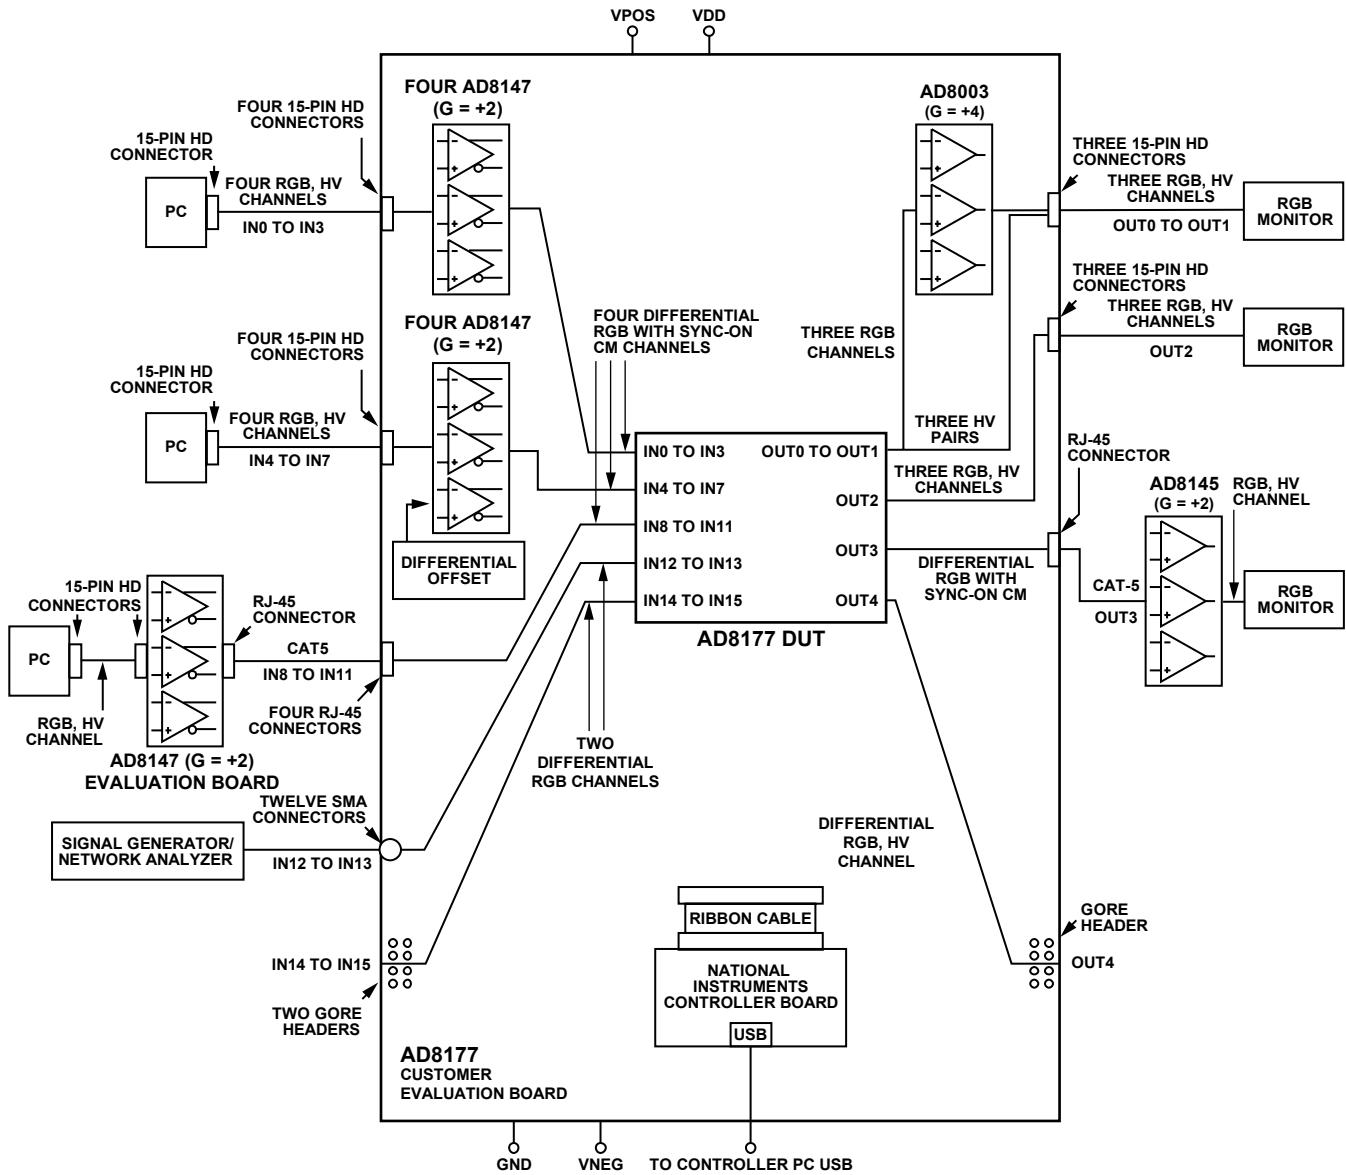 VPOS
VDD
FOUR AD8147
(G = +2)
AD8003
(G = +4)
FOUR 15-PIN HD
CONNECTORS
15-PIN HD
CONNECTOR
PC
FOUR RGB, HV
CHANNELS
IN0 TO IN3
THREE 15-PIN HD
CONNECTORS
THREE RGB, HV
CHANNELS
OUT0 TO OUT1
RGB
MONITOR
FOUR 15-PIN HD
CONNECTORS
FOUR AD8147
(G = +2)
15-PIN HD
CONNECTOR
PC
FOUR RGB, HV
CHANNELS
IN4 TO IN7
FOUR DIFFERENTIAL
RGB WITH SYNC-ON
CM CHANNELS
THREE RGB
CHANNELS
THREE 15-PIN HD
CONNECTORS
THREE RGB, HV
CHANNELS
OUT2
RGB
MONITOR
DIFFERENTIAL
OFFSET
IN0 TO IN3
IN4 TO IN7
IN8 TO IN11
IN12 TO IN13
IN14 TO IN15
OUT0 TO OUT1
OUT2
OUT3
OUT4
AD8177 DUT
THREE HV
PAIRS
THREE RGB, HV
CHANNELS
DIFFERENTIAL
RGB WITH
SYNC-ON CM
RJ-45
CONNECTOR
AD8145
(G = +2)
RGB, HV
CHANNEL
CAT-5
OUT3
RGB
MONITOR
15-PIN HD
CONNECTORS
PC
RGB, HV
CHANNEL
RJ-45
CONNECTOR
CAT5
IN8 TO IN11
FOUR RJ-45
CONNECTORS
AD8147 (G = +2)
EVALUATION BOARD
TWO
DIFFERENTIAL
RGB CHANNELS
TWELVE SMA
CONNECTORS
SIGNAL GENERATOR/
NETWORK ANALYZER
IN12 TO IN13
DIFFERENTIAL
RGB, HV
CHANNEL
RIBBON CABLE
NATIONAL
INSTRUMENTS
CONTROLLER BOARD
USB
GORE
HEADER
OUT4
IN14 TO IN15
TWO GORE
HEADERS
AD8177
CUSTOMER
EVALUATION BOARD
GND
VNEG
TO CONTROLLER PC USB